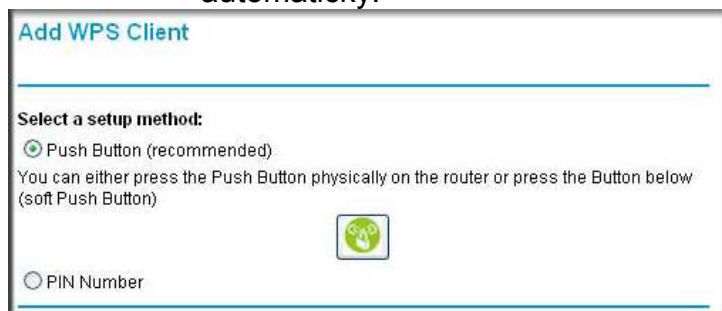 automaticky.
Add WPS Client
Select a setup method:
Push Button (recommended)
You can either press the Push Button physically on the router or press the Button below
(soft Push Button)
PIN Number